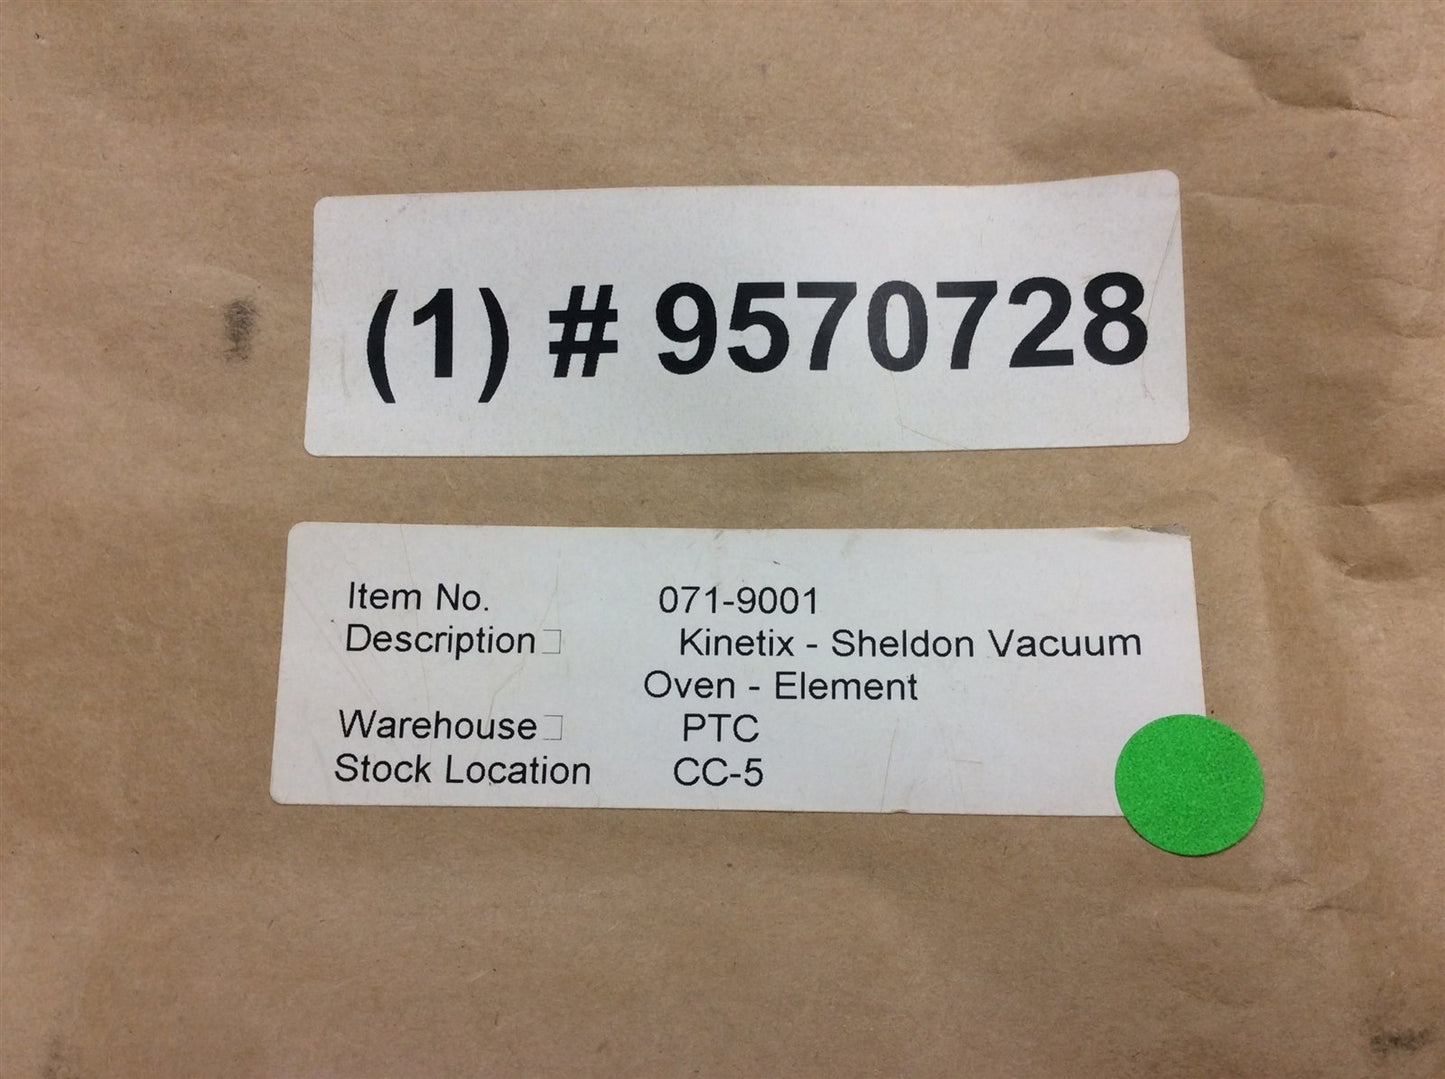 (1) # 9570728
Item No. 071-9001
Description□ Kinetix - Sheldon Vacuum
Oven - Element
Warehouse□ PTC
Stock Location CC-5